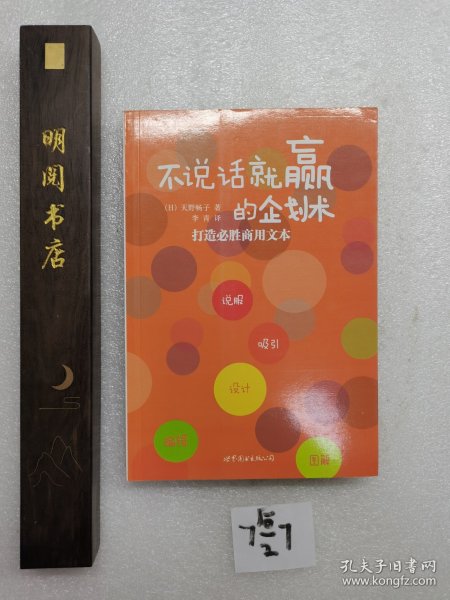 明阅书店
不说话就赢
的企划术
（日）天野畅子 著
李青 译
打造必胜商用文本
说服
吸引
设计
图解
世界图书出版公司
孔夫子旧书网
www.kongfz.com